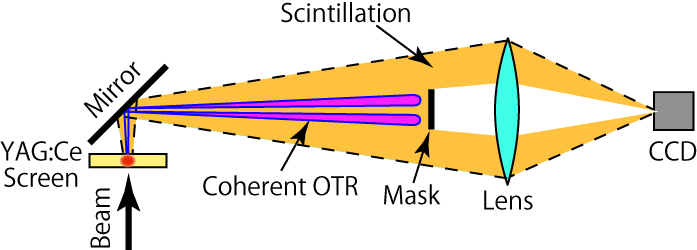 Scintillation
Mirror
YAG:Ce
Screen
Beam
Coherent OTR
Mask
Lens
CCD